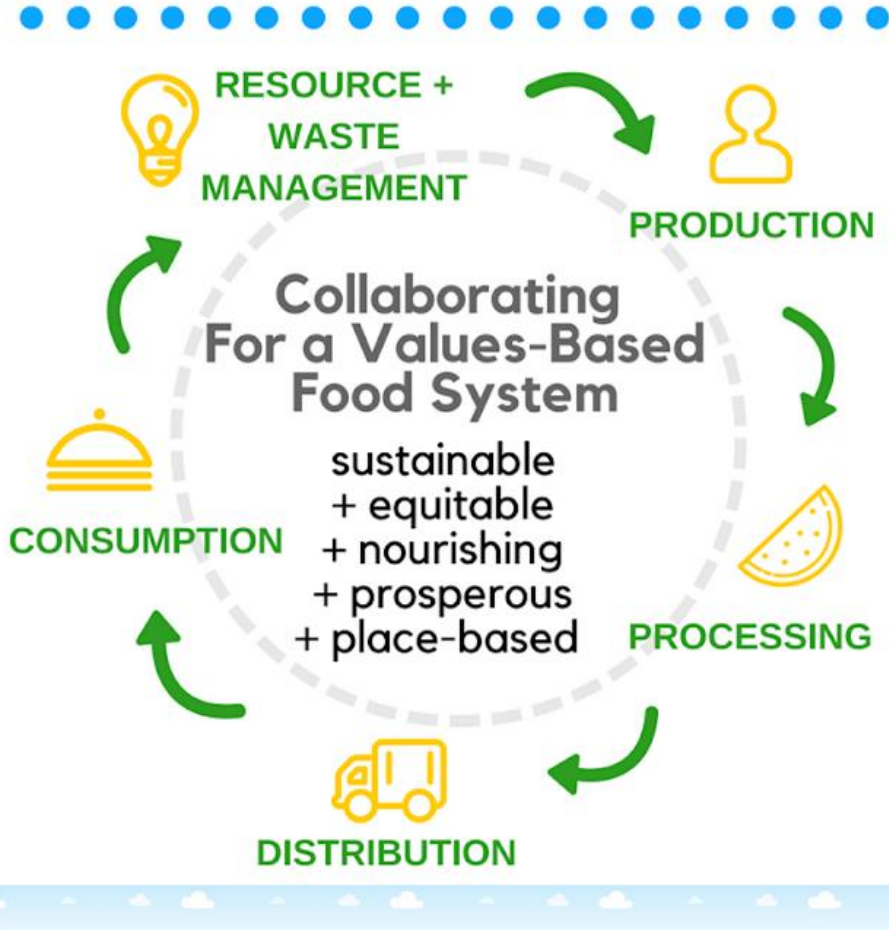 RESOURCE +
WASTE
MANAGEMENT
PRODUCTION
Collaborating
For a Values-Based
Food System
sustainable
+ equitable
+ nourishing
+ prosperous
+ place-based
PROCESSING
DISTRIBUTION
CONSUMPTION